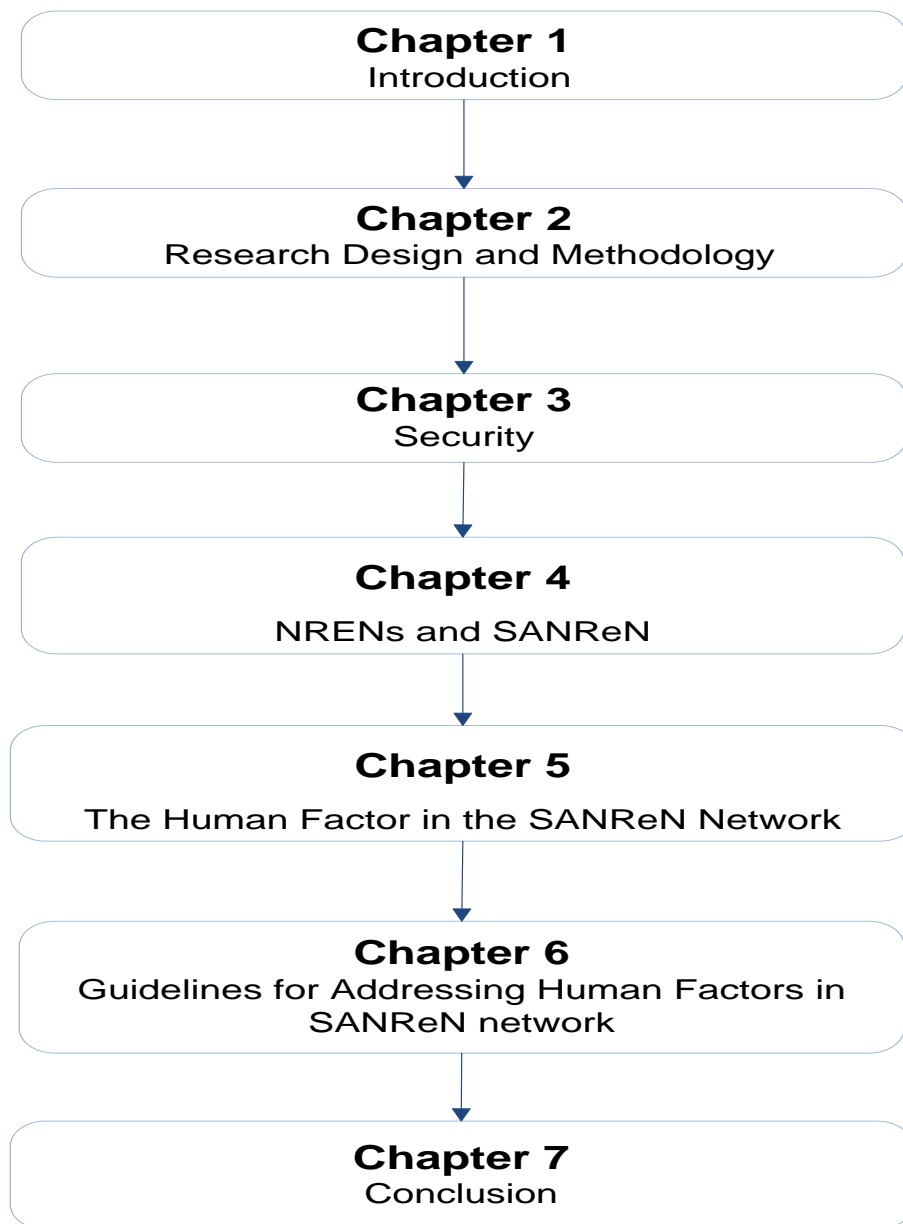 Chapter 1
Introduction
Chapter 2
Research Design and Methodology
Chapter 3
Security
Chapter 4
NRENs and SANReN
Chapter 5
The Human Factor in the SANReN Network
Chapter 6
Guidelines for Addressing Human Factors in
SANReN network
Chapter 7
Conclusion